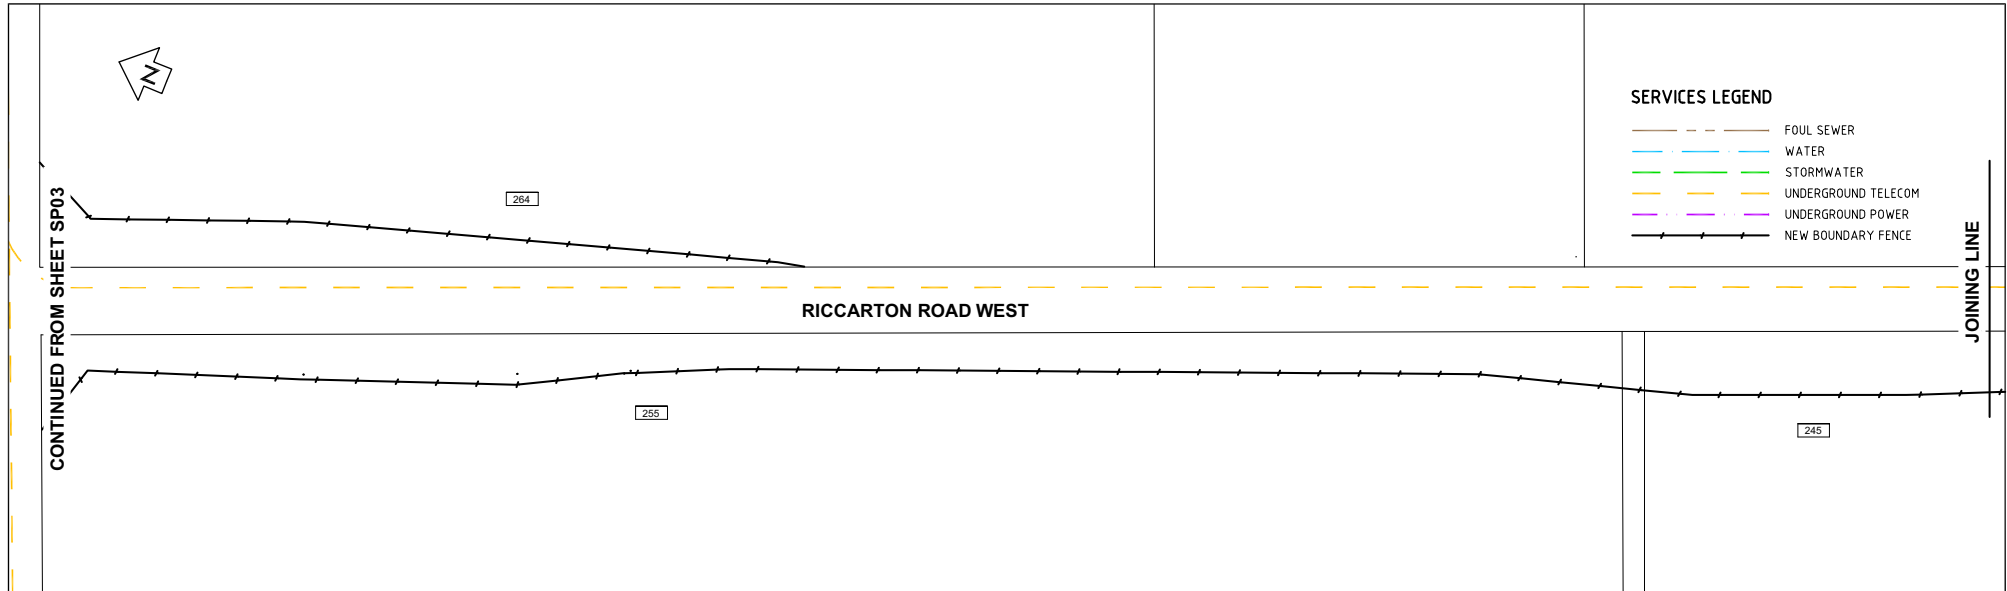 N
SERVICES LEGEND
FOUL SEWER
WATER
STORMWATER
UNDERGROUND TELECOM
UNDERGROUND POWER
NEW BOUNDARY FENCE
CONTINUED FROM SHEET SP03
264
RICCARTON ROAD WEST
JOINING LINE
255
245